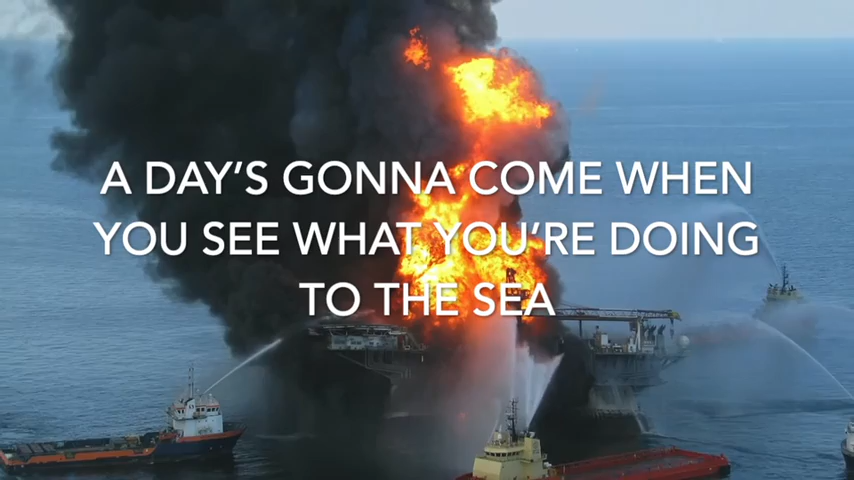 A DAY’S GONNA COME WHEN
YOU SEE WHAT YOU’RE DOING
TO THE SEA